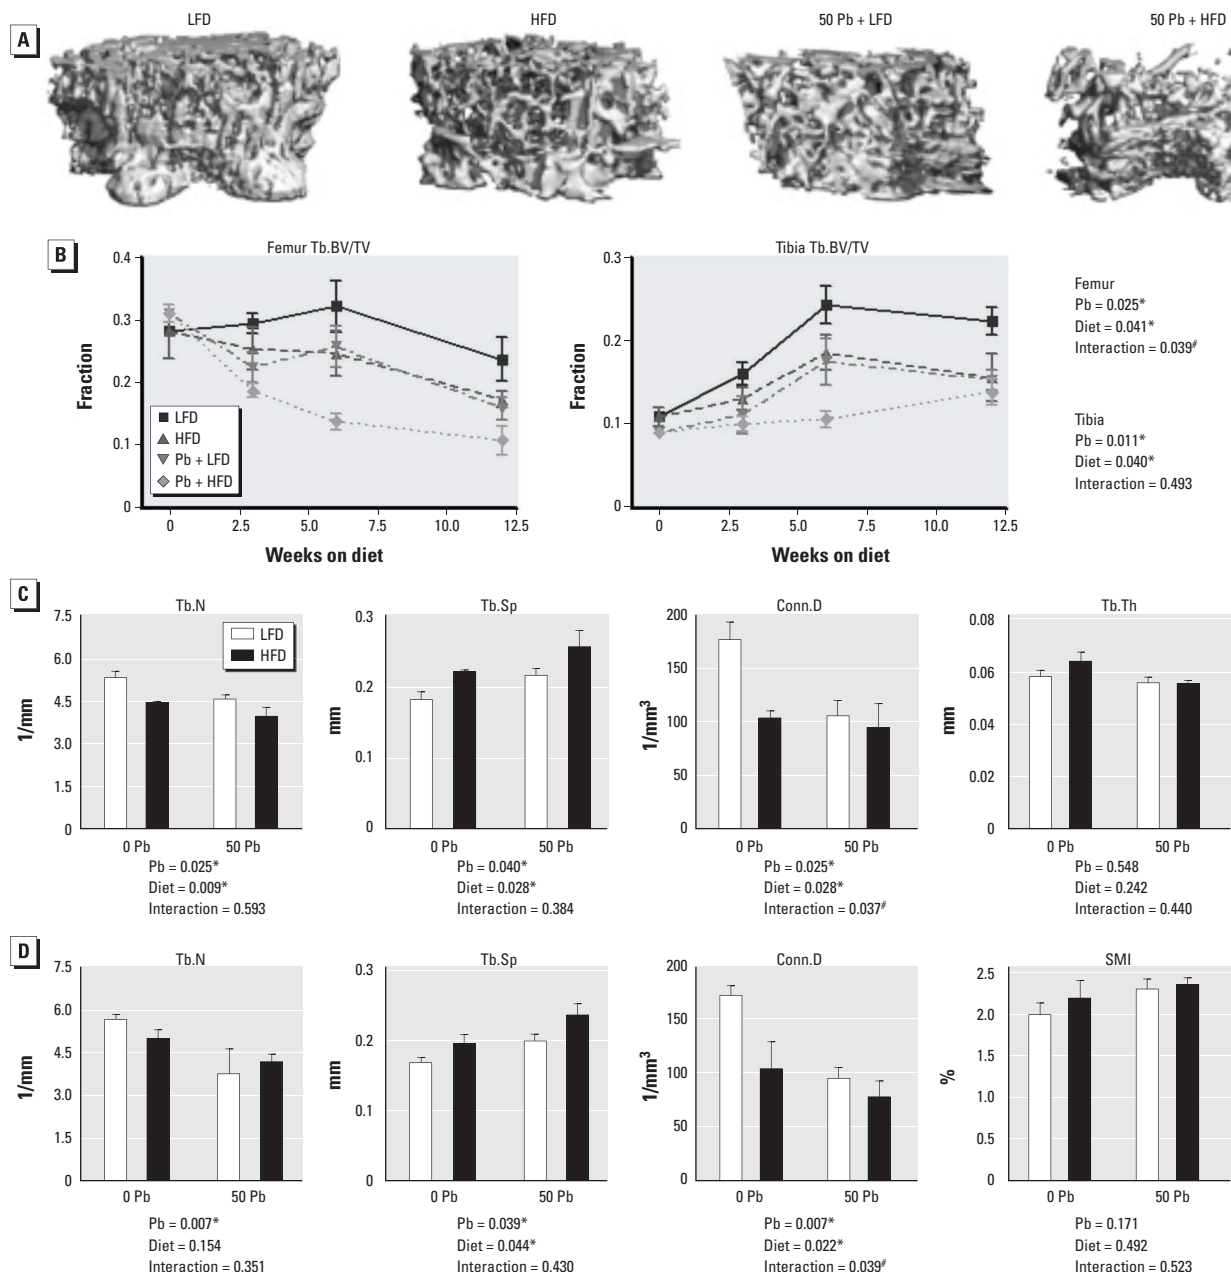 A
LFD
HFD
50 Pb + LFD
50 Pb + HFD
B
Femur Tb.BV/TV
0.4
0.3
0.2
0.1
0
Fraction
LFD
HFD
Pb + LFD
Pb + HFD
0 2.5 5.0 7.5 10.0 12.5
Weeks on diet
Tibia Tb.BV/TV
0.3
0.2
0.1
0
Fraction
0 2.5 5.0 7.5 10.0 12.5
Weeks on diet
Femur
Pb = 0.025*
Diet = 0.041*
Interaction = 0.039#
Tibia
Pb = 0.011*
Diet = 0.040*
Interaction = 0.493
C
Tb.N
7.5
6.0
4.5
3.0
1.5
0
1/mm
LFD
HFD
0 Pb 50 Pb
Pb = 0.025*
Diet = 0.009*
Interaction = 0.593
Tb.Sp
0.3
0.2
0.1
0
mm
0 Pb 50 Pb
Pb = 0.040*
Diet = 0.028*
Interaction = 0.384
Conn.D
200
150
100
50
0
1/mm3
0 Pb 50 Pb
Pb = 0.025*
Diet = 0.028*
Interaction = 0.037#
Tb.Th
0.08
0.06
0.04
0.02
0
mm
0 Pb 50 Pb
Pb = 0.548
Diet = 0.242
Interaction = 0.440
D
Tb.N
7.5
6.0
4.5
3.0
1.5
0
1/mm
0 Pb 50 Pb
Pb = 0.007*
Diet = 0.154
Interaction = 0.351
Tb.Sp
0.3
0.2
0.1
0
mm
0 Pb 50 Pb
Pb = 0.039*
Diet = 0.044*
Interaction = 0.430
Conn.D
200
150
100
50
0
1/mm3
0 Pb 50 Pb
Pb = 0.007*
Diet = 0.022*
Interaction = 0.039#
SMI
2.5
2.0
1.5
1.0
0.5
0
%
0 Pb 50 Pb
Pb = 0.171
Diet = 0.492
Interaction = 0.523